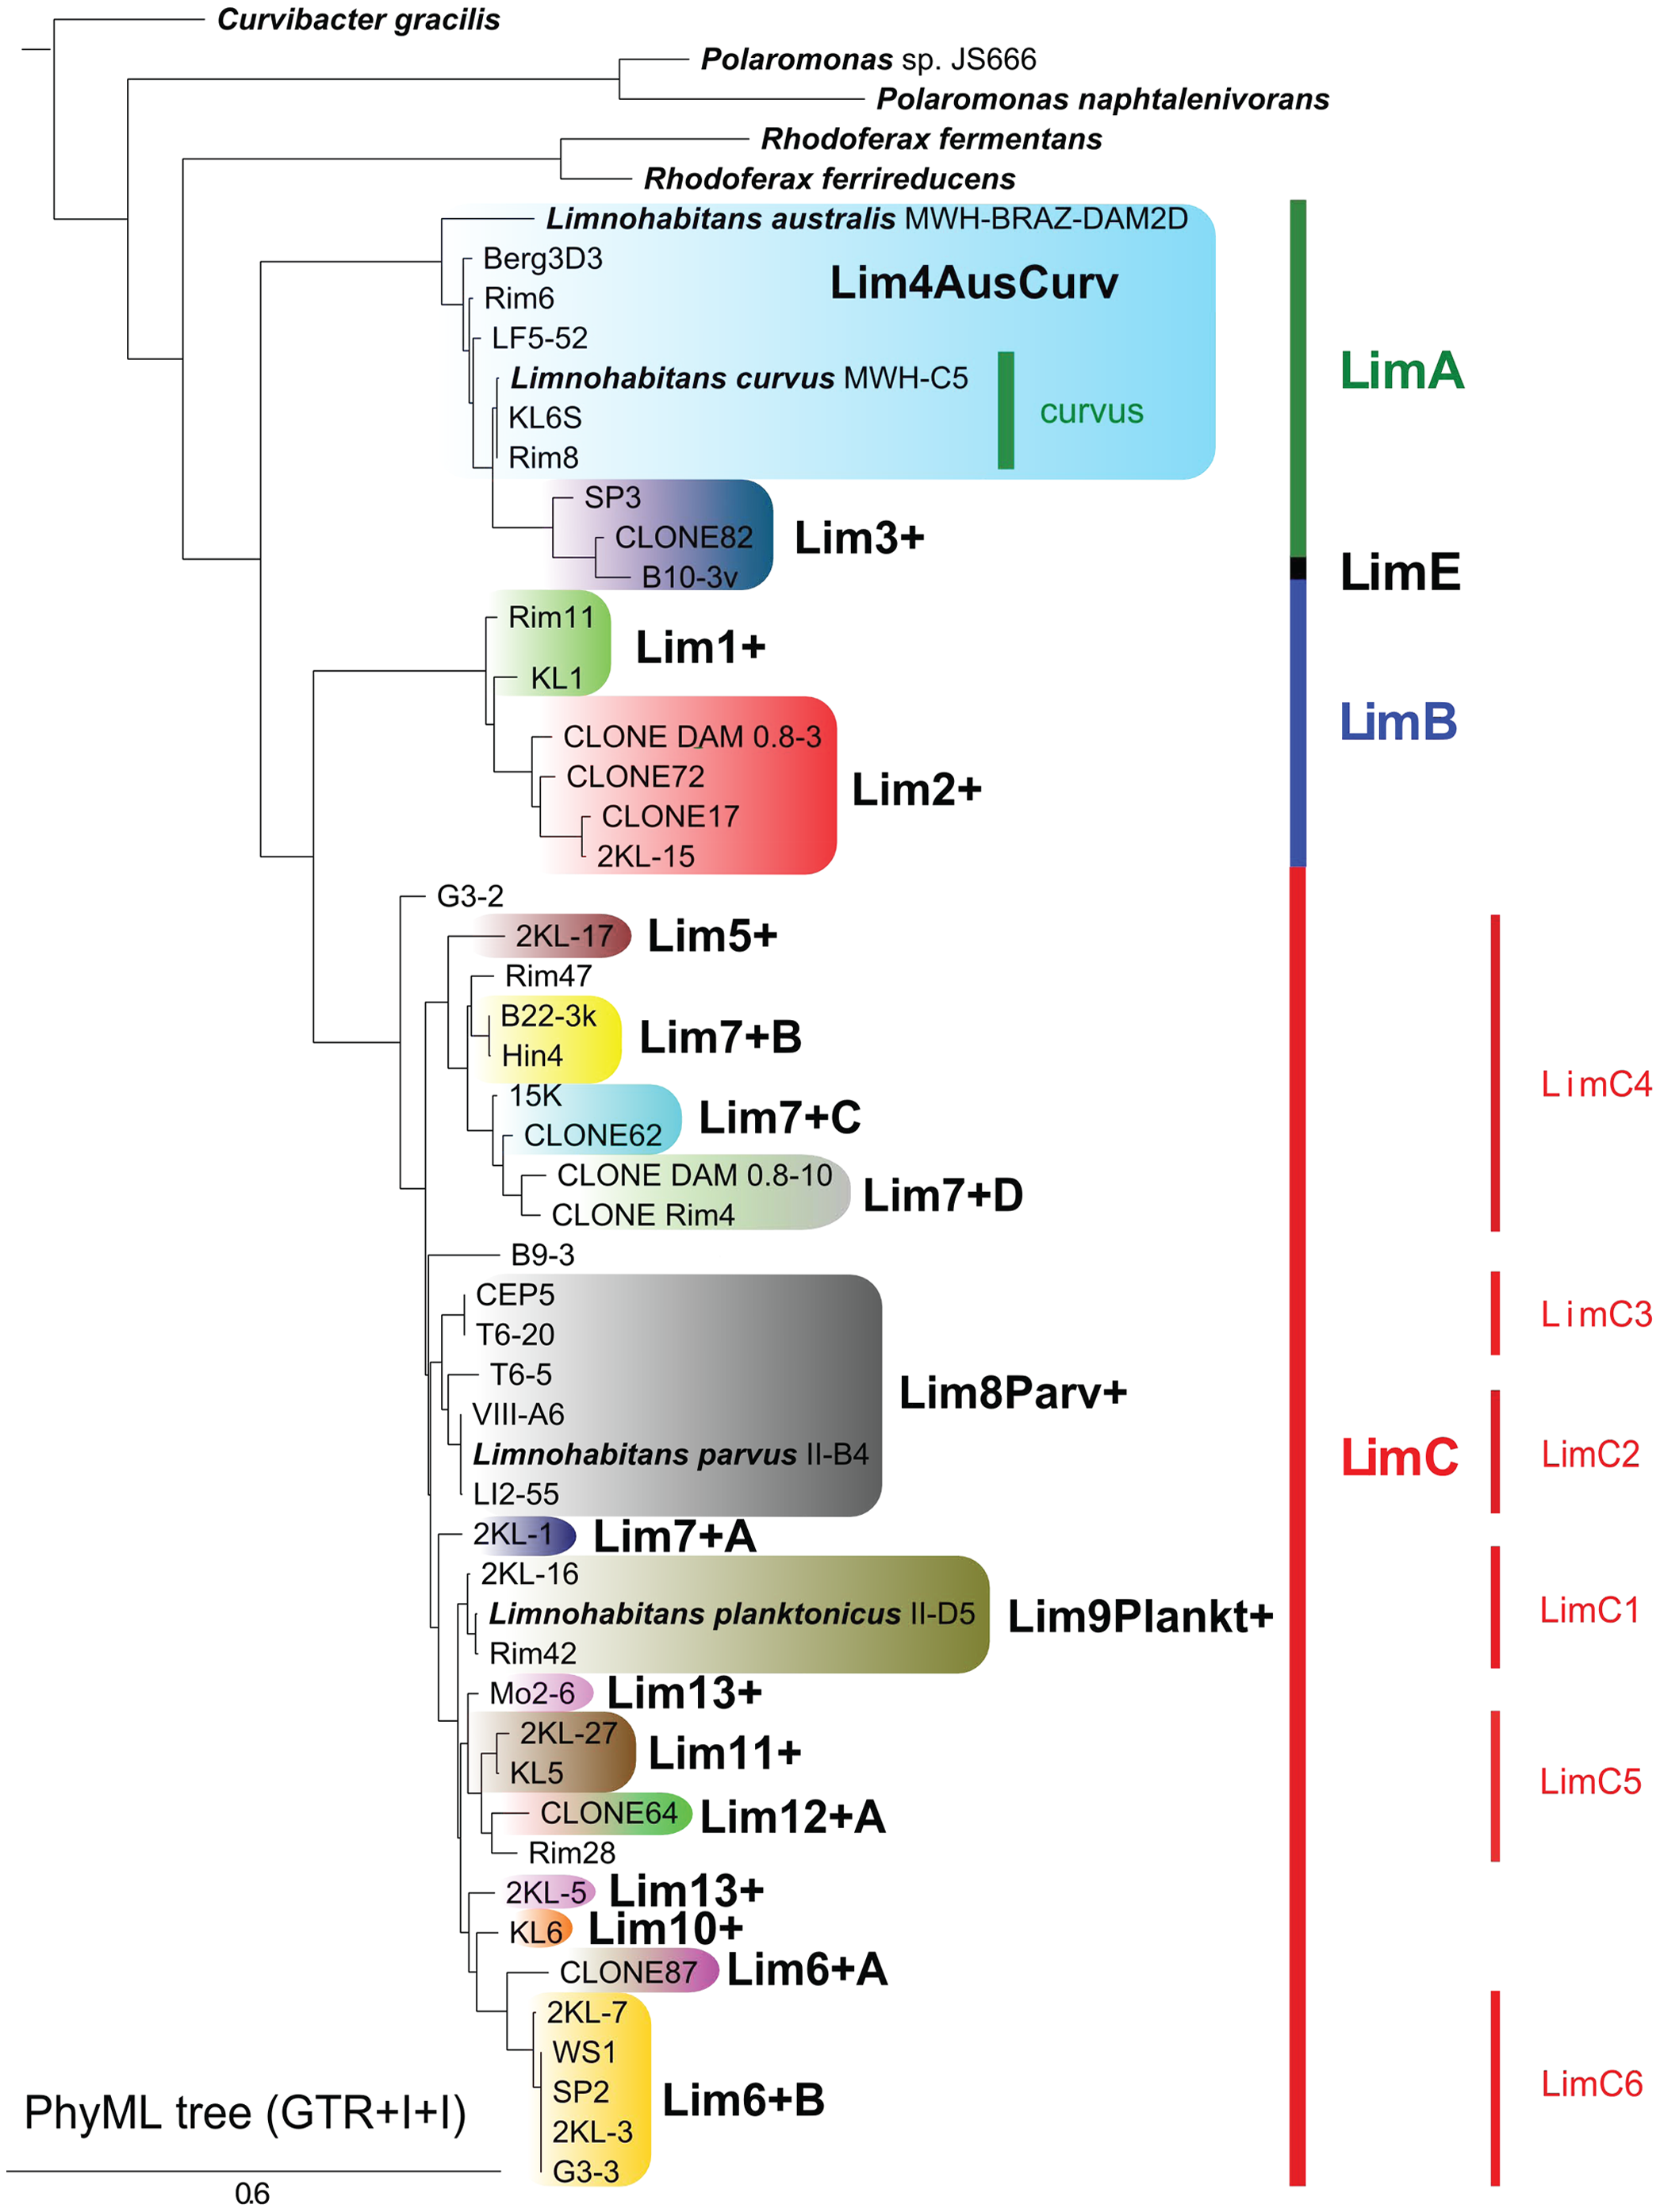 Curvibacter gracilis
Polaromonas sp. JS666
Polaromonas naphtalenivorans
Rhodoferax fermentans
Rhodoferax ferrireducens
Limnohabitans australis MWH-BRAZ-DAM2D
Berg3D3
Lim4AusCurv
Rim6
LF5-52
LimA
Limnohabitans curvus MWH-C5
KL6S
curvus
Rim8
SP3
CLONE82
Lim3+
B10-3v
LimE
Rim11
Lim1+
KL1
LimB
CLONE DAM 0.8-3
CLONE72
Lim2+
CLONE17
2KL-15
G3-2
2KL-17
Lim5+
Rim47
B22-3k
Lim7+B
Hin4
LimC4
15K
Lim7+C
CLONE62
CLONE DAM 0.8-10
Lim7+D
CLONE Rim4
B9-3
CEP5
LimC3
T6-20
T6-5
Lim8Parv+
VIII-A6
Limnohabitans parvus II-B4
LimC
LimC2
LI2-55
2KL-1
Lim7+A
2KL-16
Limnohabitans planktonicus II-D5
Lim9Plankt+
LimC1
Rim42
Mo2-6
Lim13+
2KL-27
Lim11+
KL5
LimC5
CLONE64
Lim12+A
Rim28
2KL-5
Lim13+
KL6
Lim10+
CLONE87
Lim6+A
2KL-7
WS1
SP2
Lim6+B
LimC6
PhyML tree (GTR+I+I)
2KL-3
G3-3
0.6